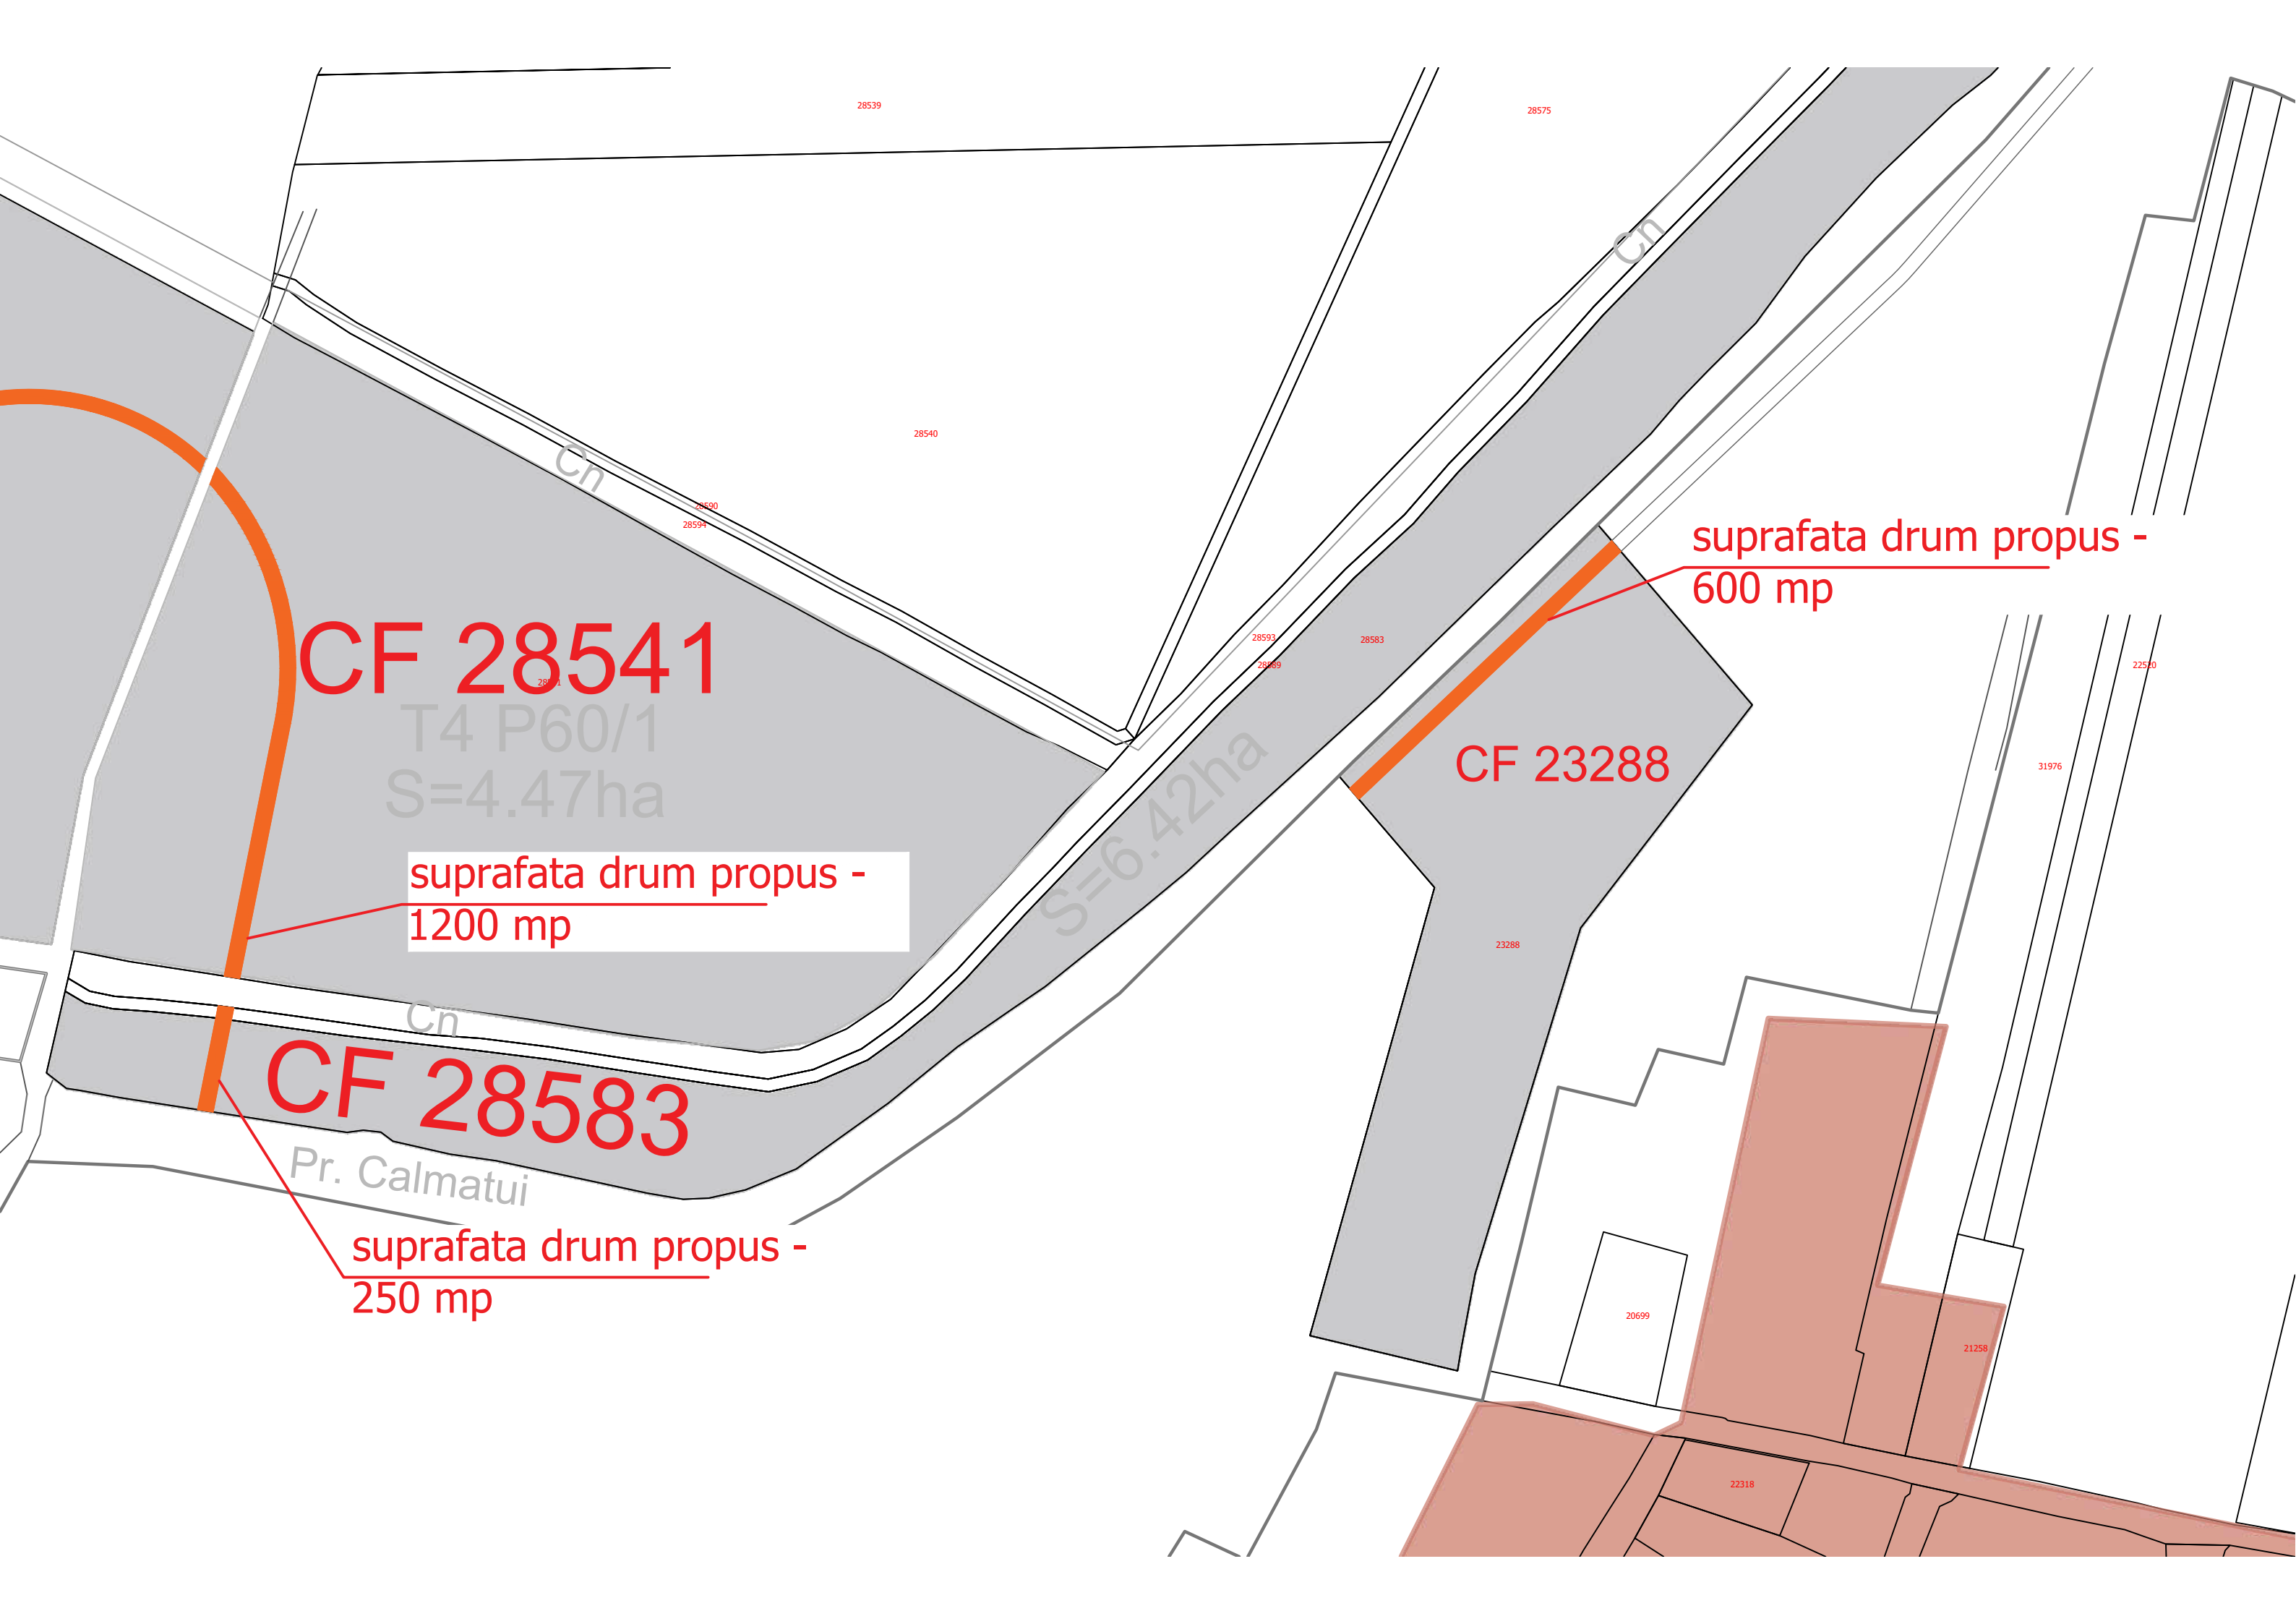 28539
28575
Cn
28540
Cn
28590
28594
suprafata drum propus -
600 mp
CF 28541
28593
28583
28589
22520
T4 P60/1
S=4.47ha
S=6.42ha
CF 23288
31976
suprafata drum propus -
1200 mp
23288
Cn
CF 28583
Pr. Calmatui
suprafata drum propus -
250 mp
20699
21258
22318